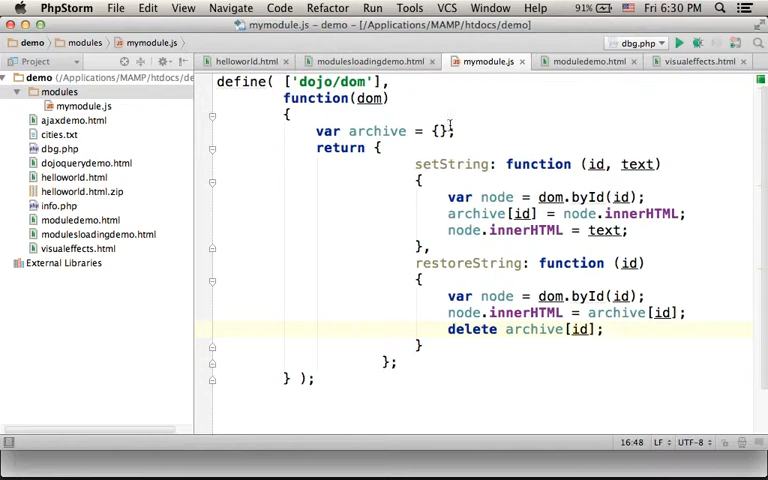 PhpStorm File Edit View Navigate Code Refactor Run Tools VCS Window Help 91% Fri 6:30 PM
mymodule.js - demo - [/Applications/MAMP/htdocs/demo]
demo modules mymodule.js dbg.php
Project helloworld.html modulesloadingdemo.html mymodule.js moduledemo.html visualeffects.html
demo (/Applications/MAMP/htdocs/de
modules
mymodule.js
ajaxdemo.html
cities.txt
dbg.php
dojoquerydemo.html
helloworld.html
helloworld.html.zip
info.php
moduledemo.html
modulesloadingdemo.html
visualeffects.html
External Libraries
define( ['dojo/dom'],
function(dom)
{
var archive = {};
return {
setString: function (id, text)
{
var node = dom.byId(id);
archive[id] = node.innerHTML;
node.innerHTML = text;
},
restoreString: function (id)
{
var node = dom.byId(id);
node.innerHTML = archive[id];
delete archive[id];
}
};
} );
16:48 LF UTF-8